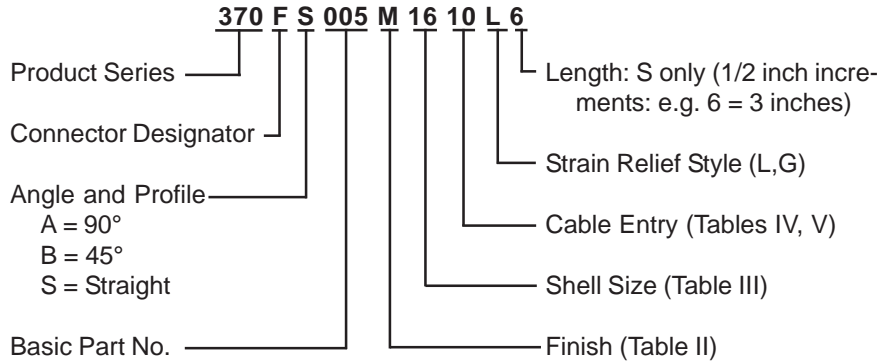 370 F S 005 M 16 10 L 6
Product Series
Connector Designator
Angle and Profile
A = 90°
B = 45°
S = Straight
Basic Part No.
Length: S only (1/2 inch incre-
ments: e.g. 6 = 3 inches)
Strain Relief Style (L,G)
Cable Entry (Tables IV, V)
Shell Size (Table III)
Finish (Table II)